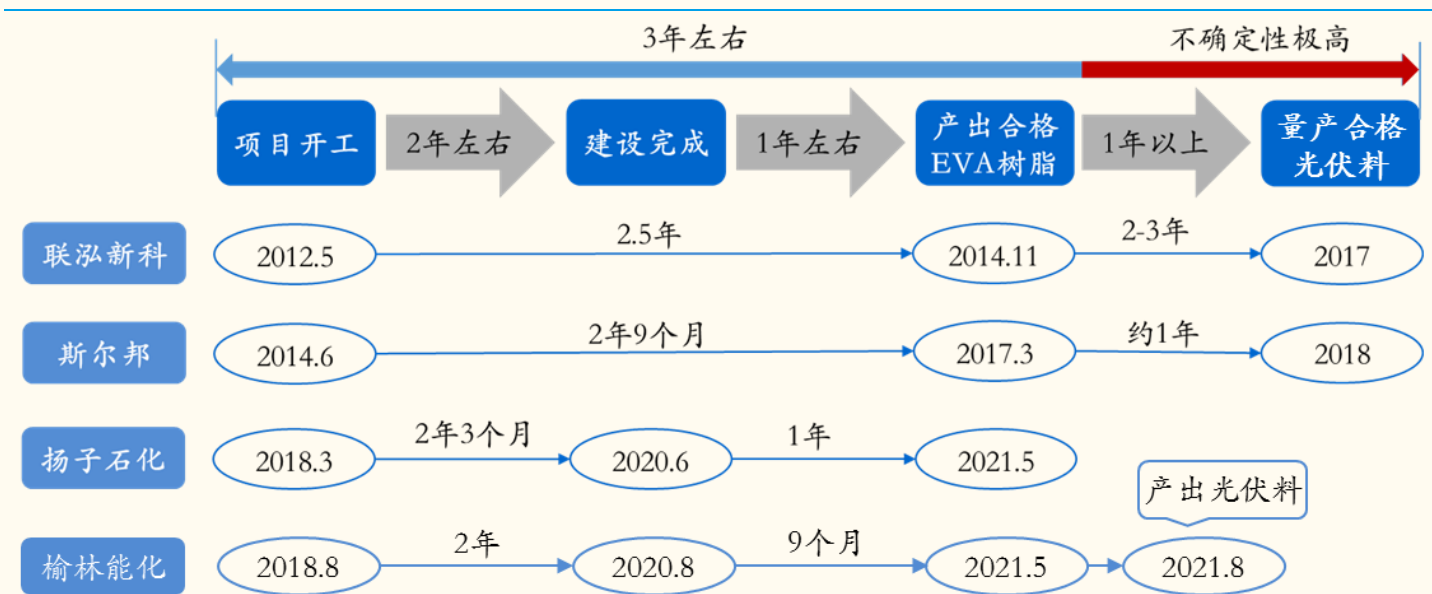 3年左右
不确定性极高
项目开工
2年左右
建设完成
1年左右
产出合格
EVA树脂
1年以上
量产合格
光伏料
联泓新科
2012.5
2.5年
2014.11
2-3年
2017
斯尔邦
2014.6
2年9个月
2017.3
约1年
2018
扬子石化
2018.3
2年3个月
2020.6
1年
2021.5
产出光伏料
榆林能化
2018.8
2年
2020.8
9个月
2021.5
2021.8